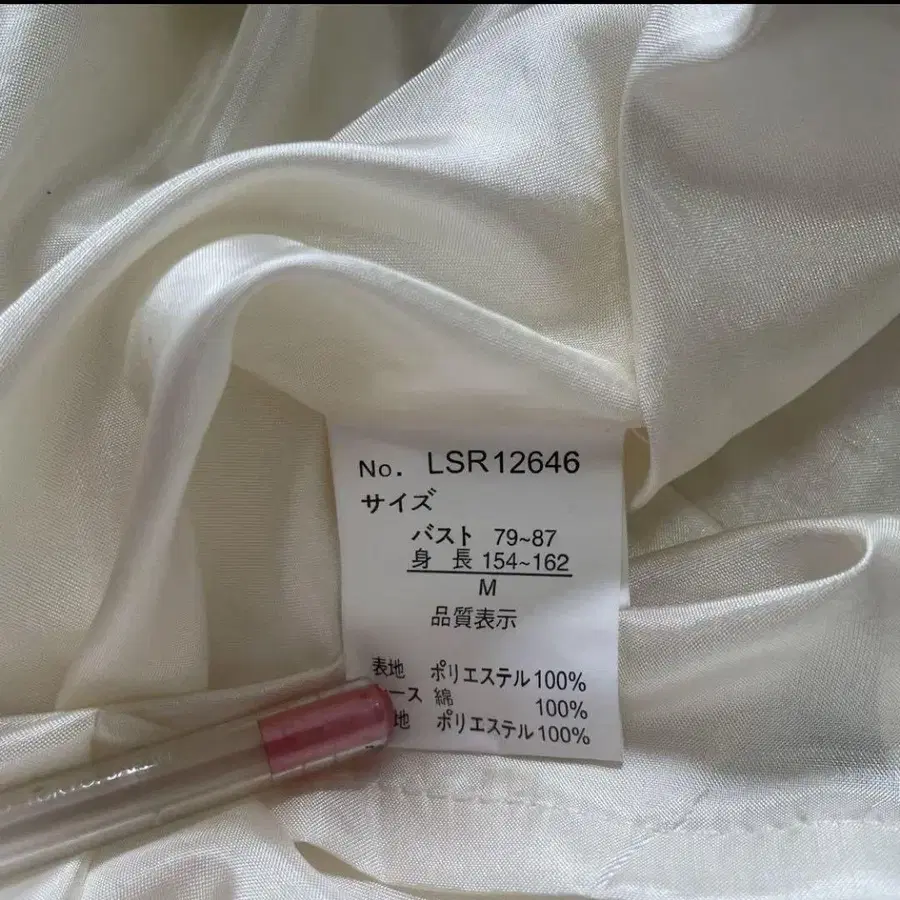 No. LSR12646
サイズ
バスト 79~87
身 長 154~162
M
品質表示
表地 ポリエステル100%
ース 綿 100%
地 ポリエステル100%